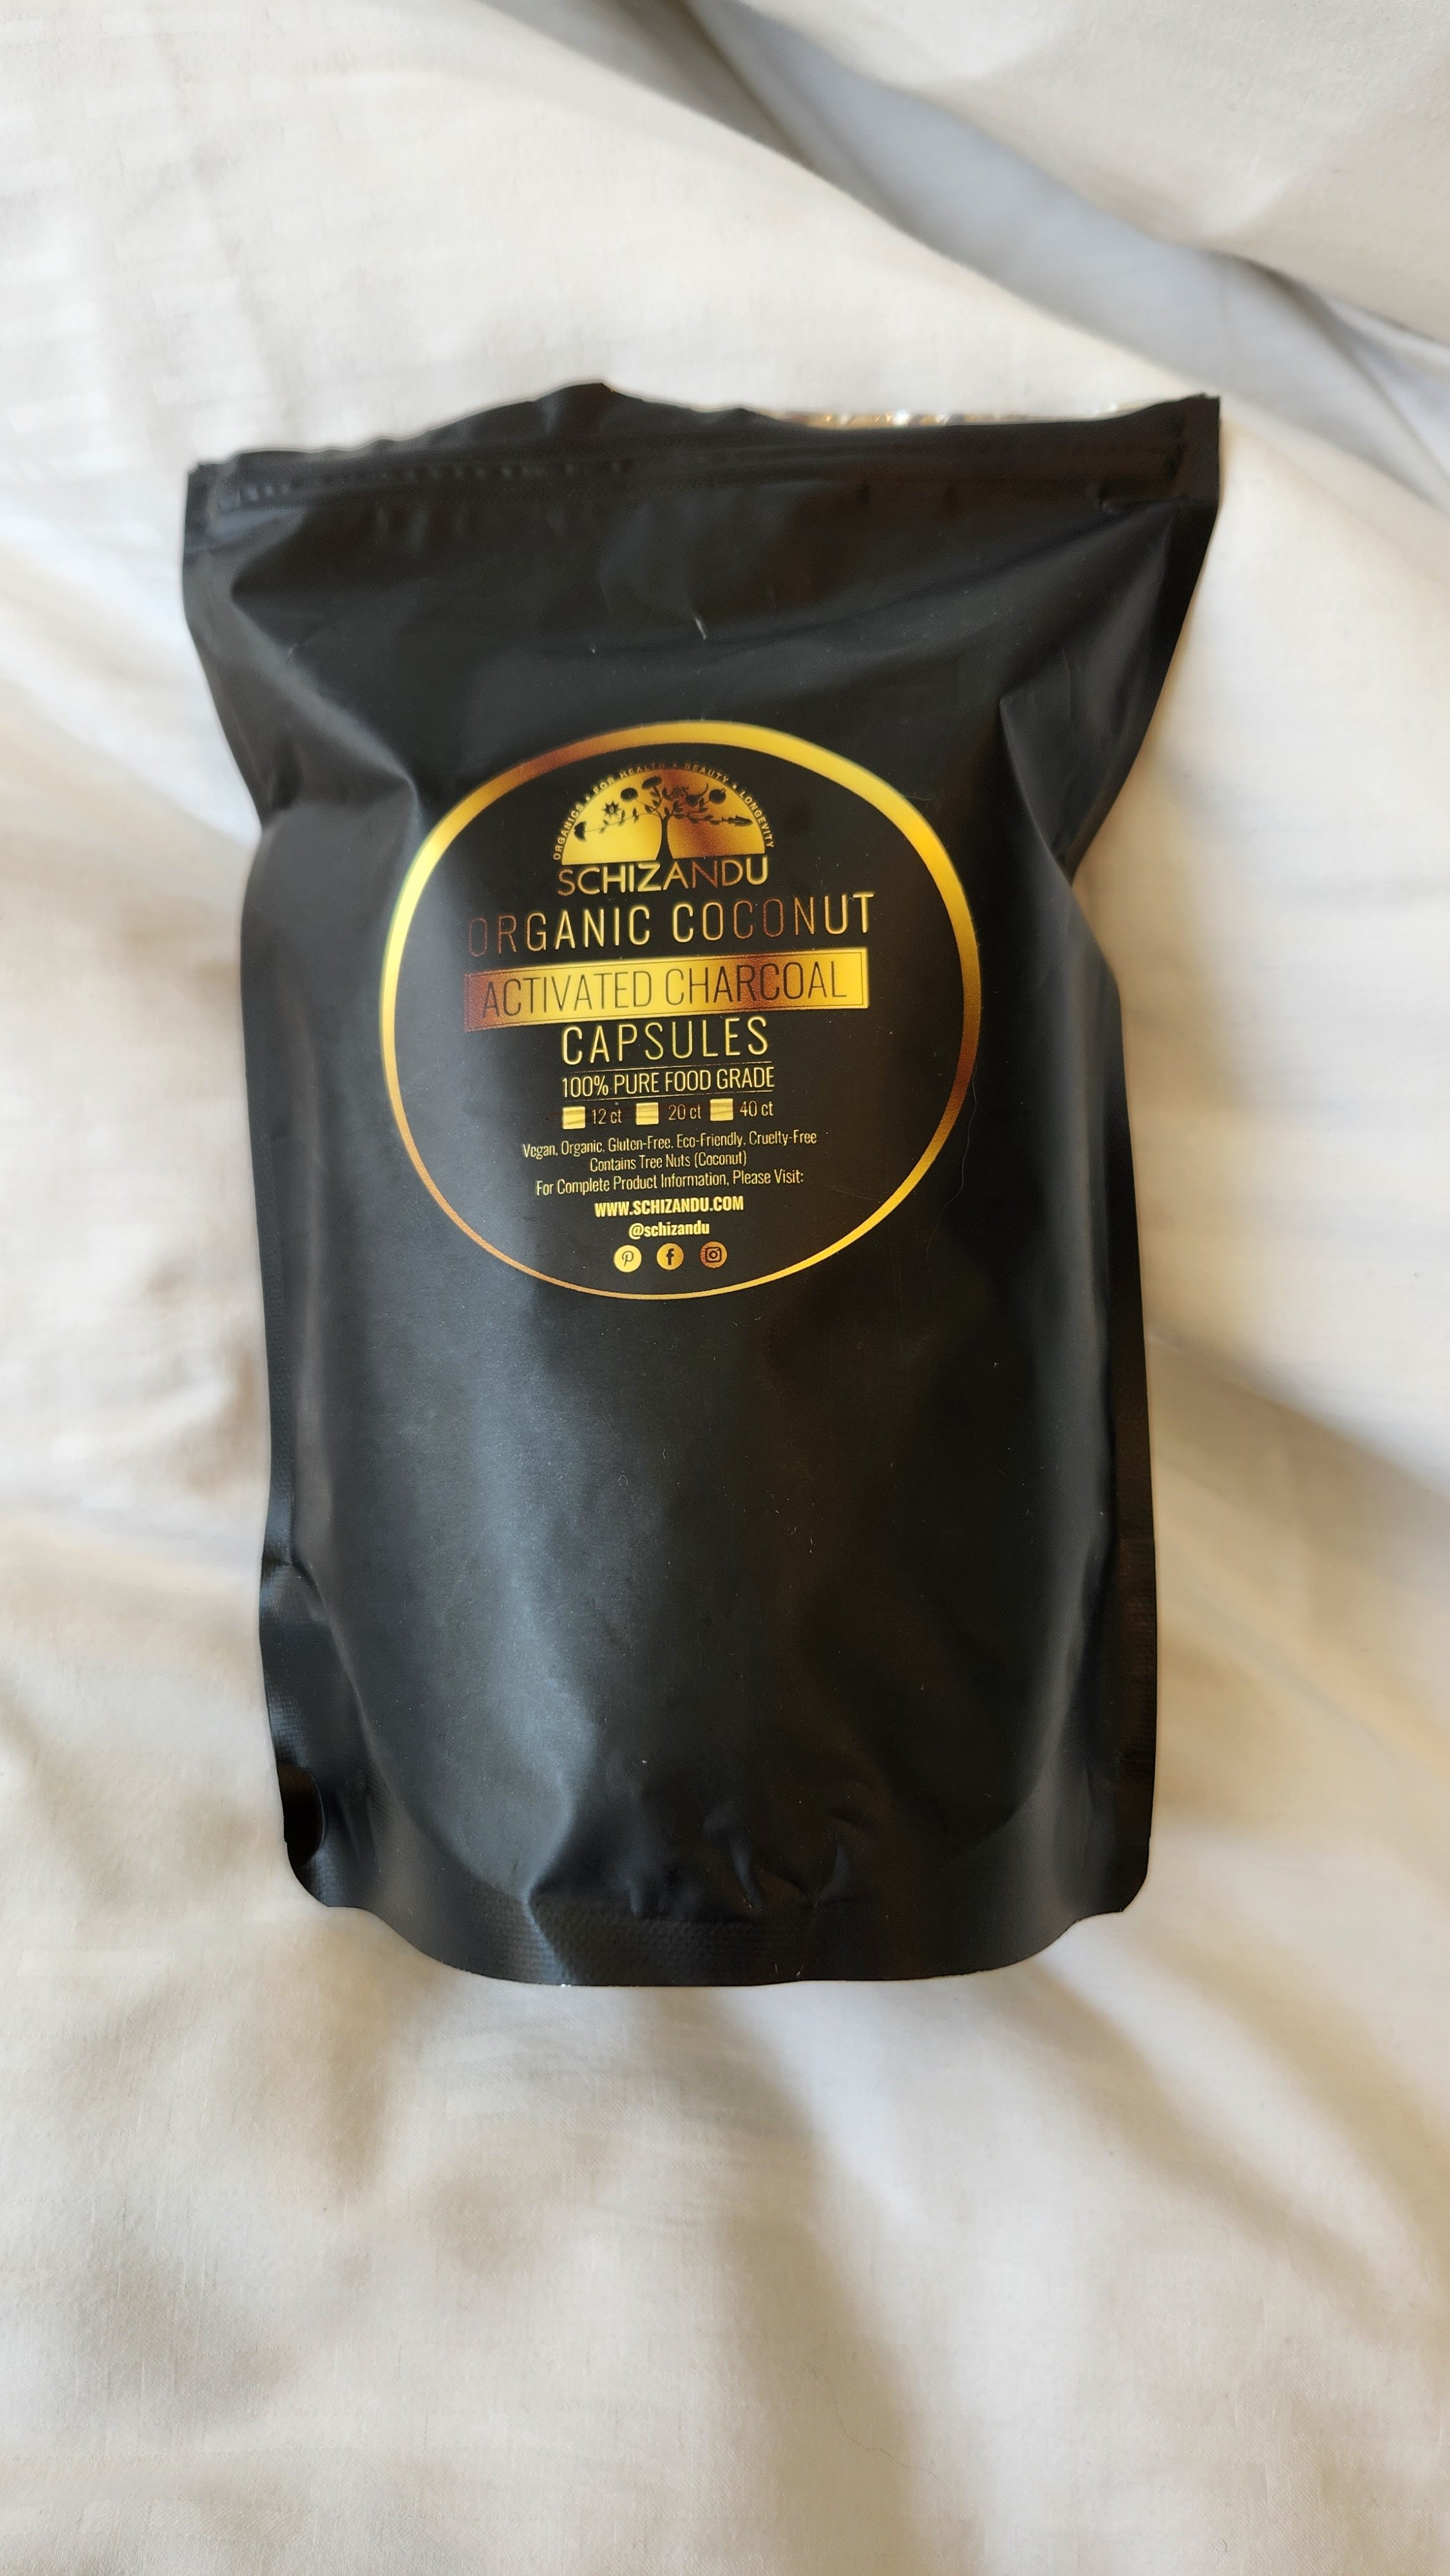 ORGANICS • FOR HEALTH • BEAUTY • LONGEVITY
SCHIZANDU
ORGANIC COCONUT
ACTIVATED CHARCOAL
CAPSULES
100% PURE FOOD GRADE
12 ct 20 ct 40 ct
Vegan, Organic, Gluten-Free, Eco-Friendly, Cruelty-Free
Contains Tree Nuts (Coconut)
For Complete Product Information, Please Visit:
WWW.SCHIZANDU.COM
@schizandu